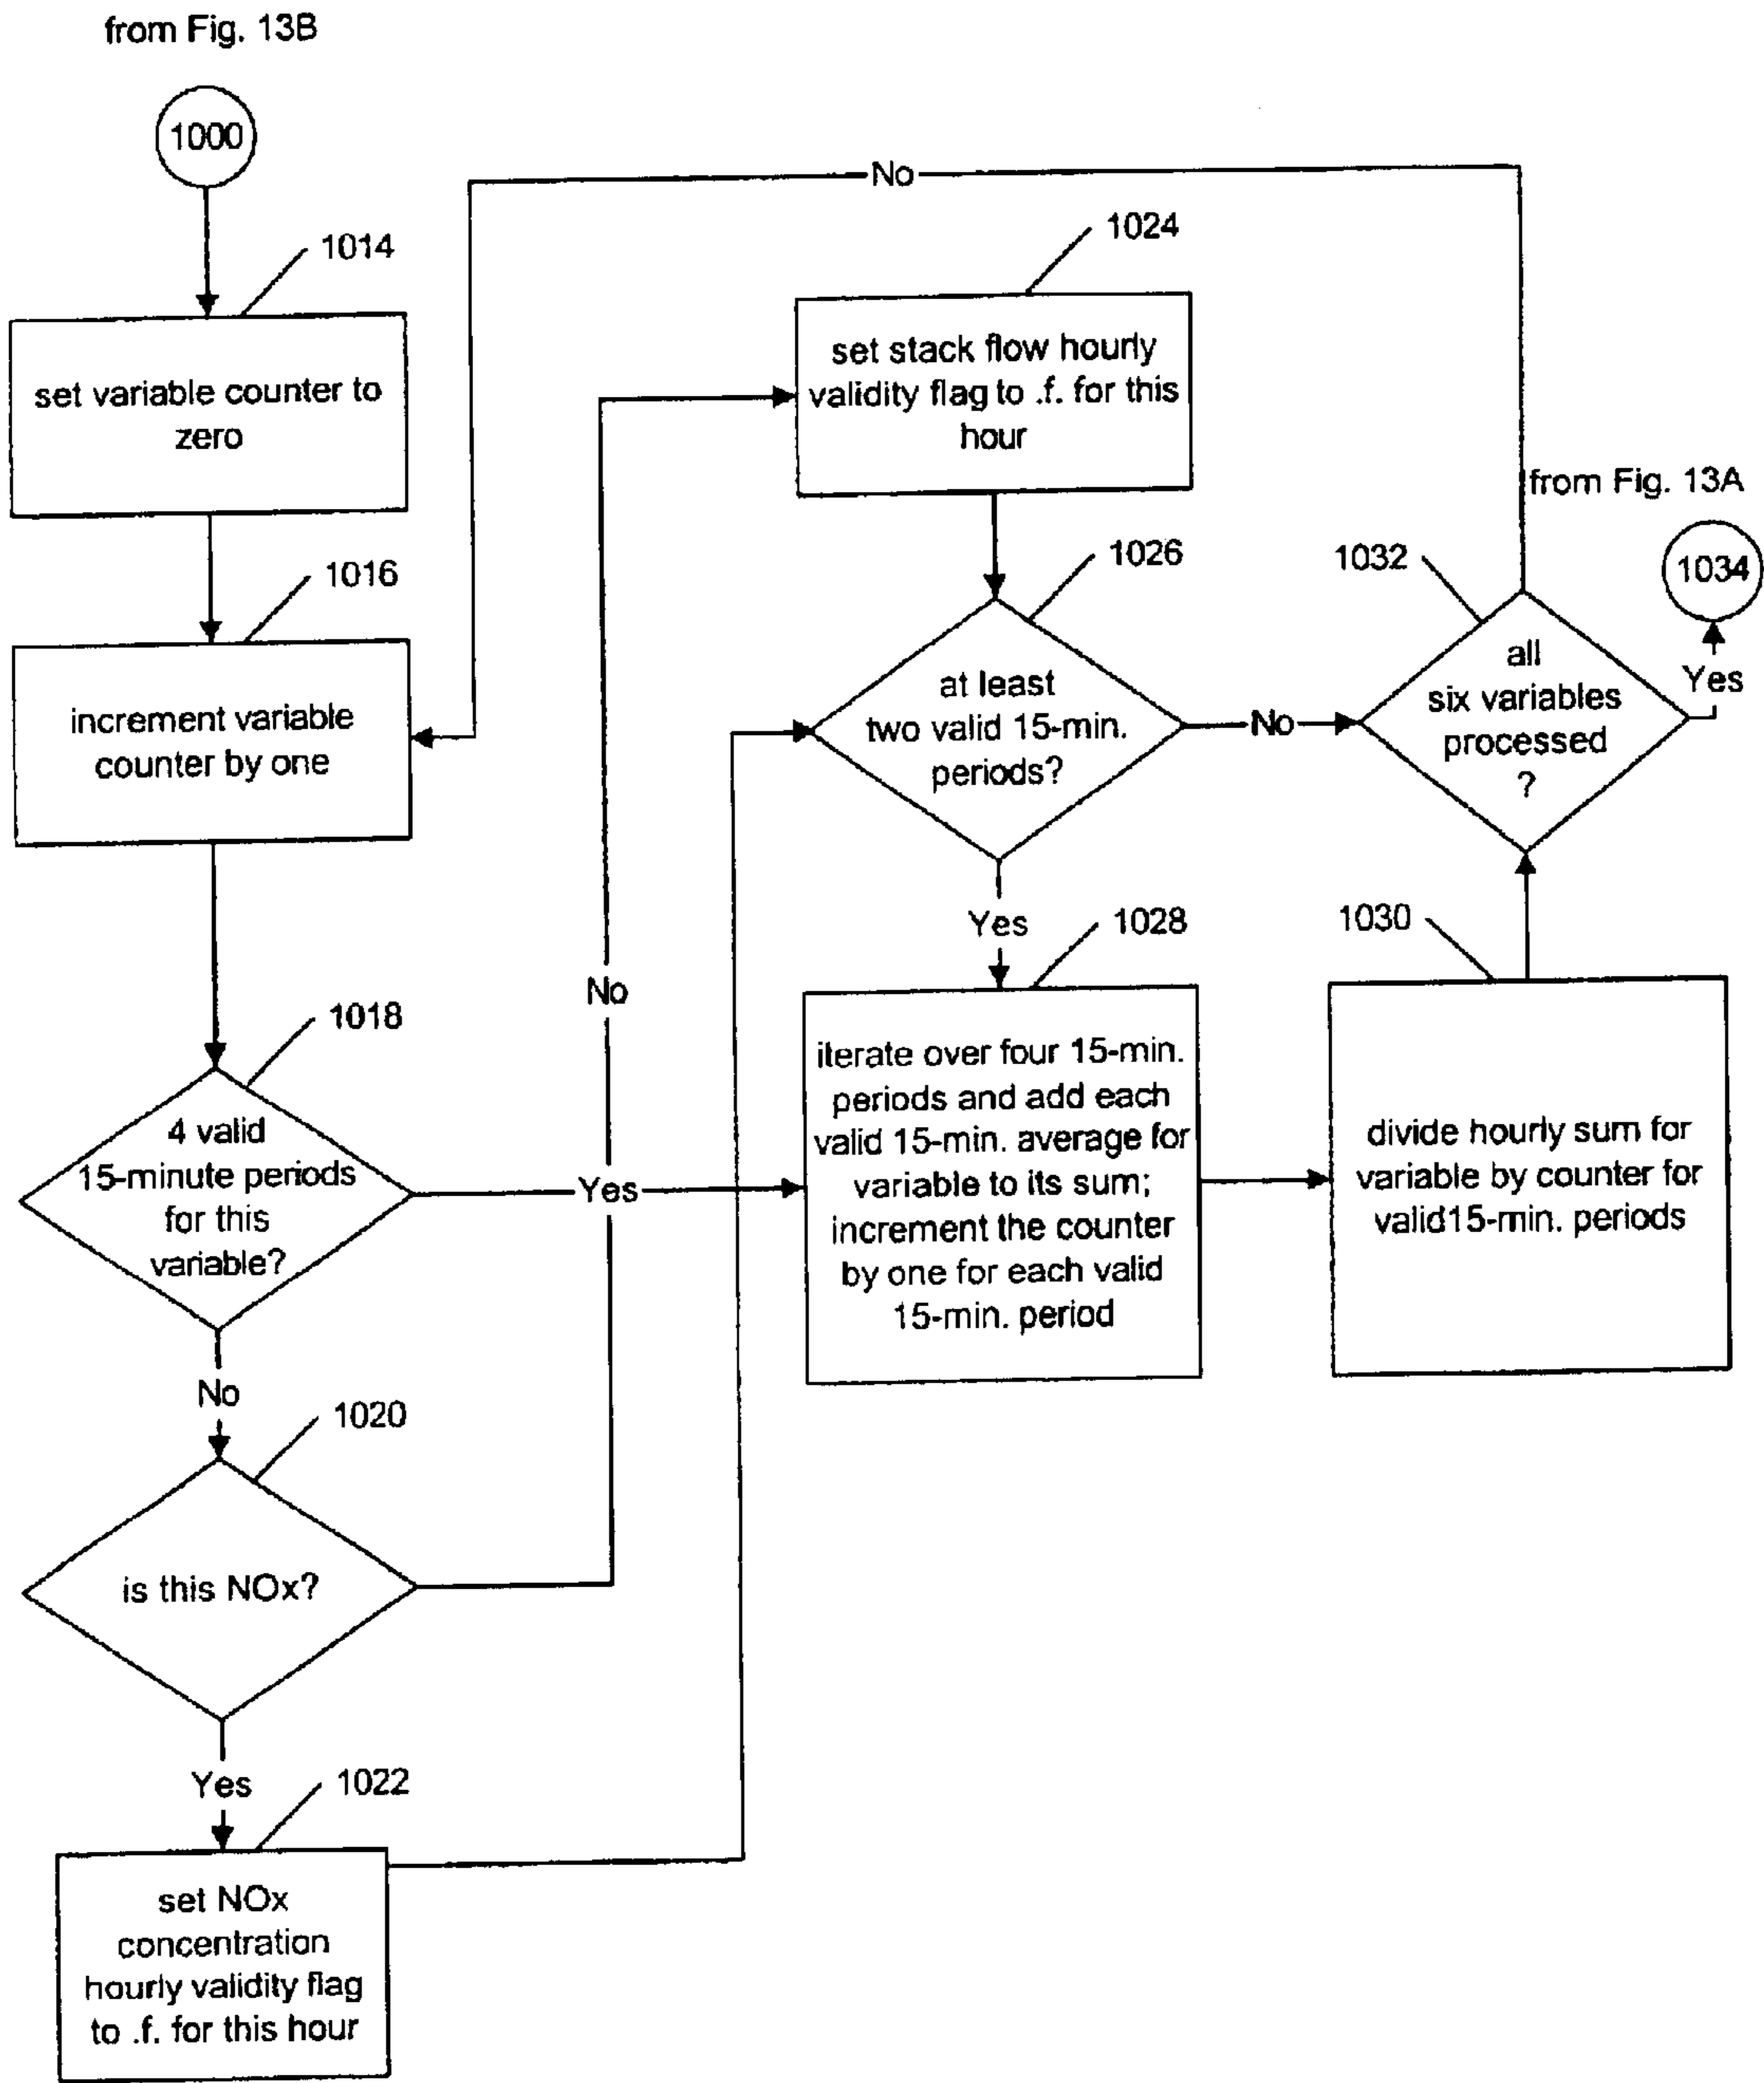 from Fig. 13B
1000
1014
set variable counter to
zero
1016
increment variable
counter by one
1018
4 valid
15-minute periods
for this
variable?
No
1020
is this NOx?
Yes
1022
set NOx
concentration
hourly validity flag
to .f. for this hour
No
Yes
No
1024
set stack flow hourly
validity flag to .f. for this
hour
1026
at least
two valid 15-min.
periods?
No
Yes
1028
iterate over four 15-min.
periods and add each
valid 15-min. average for
variable to its sum;
increment the counter
by one for each valid
15-min. period
1030
divide hourly sum for
variable by counter for
valid15-min. periods
1032
all
six variables
processed
?
Yes
from Fig. 13A
1034